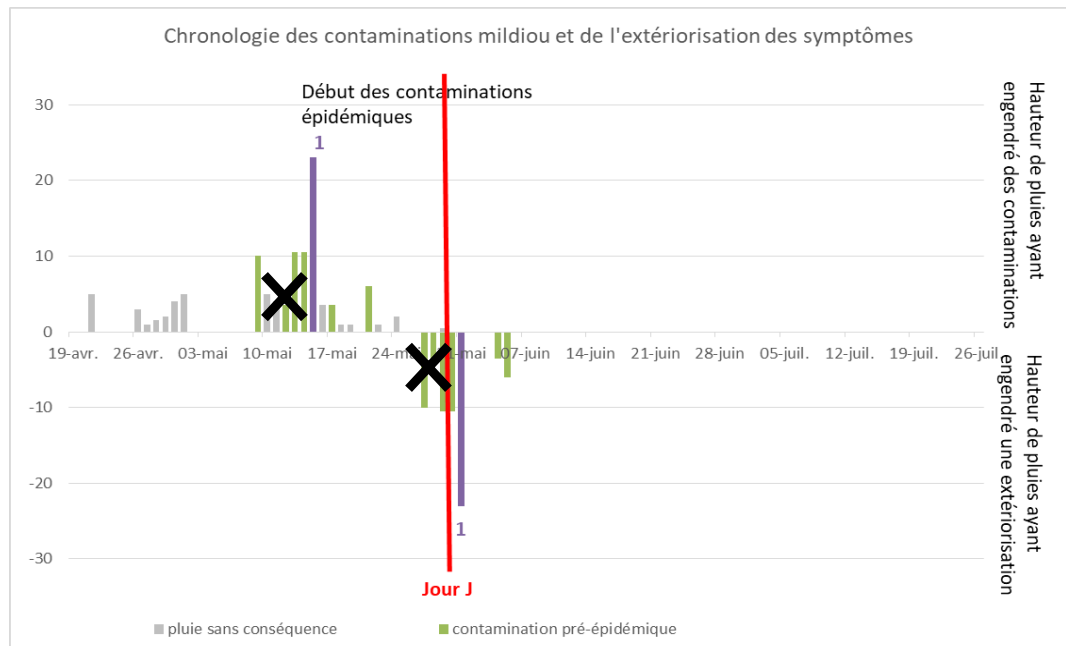 Chronologie des contaminations mildiou et de l'extériorisation des symptômes
Début des contaminations
épidémiques
1
30
20
10
0
-10
-20
-30
19-avr.
26-avr.
03-mai
10-mai
17-mai
24-mai
31-mai
07-juin
14-juin
21-juin
28-juin
05-juil.
12-juil.
19-juil.
26-juil
1
Jour J
Hauteur de pluies ayant
engendré des contaminations
Hauteur de pluies ayant
engendré une extériorisation
pluie sans conséquence
contamination pré-épidémique